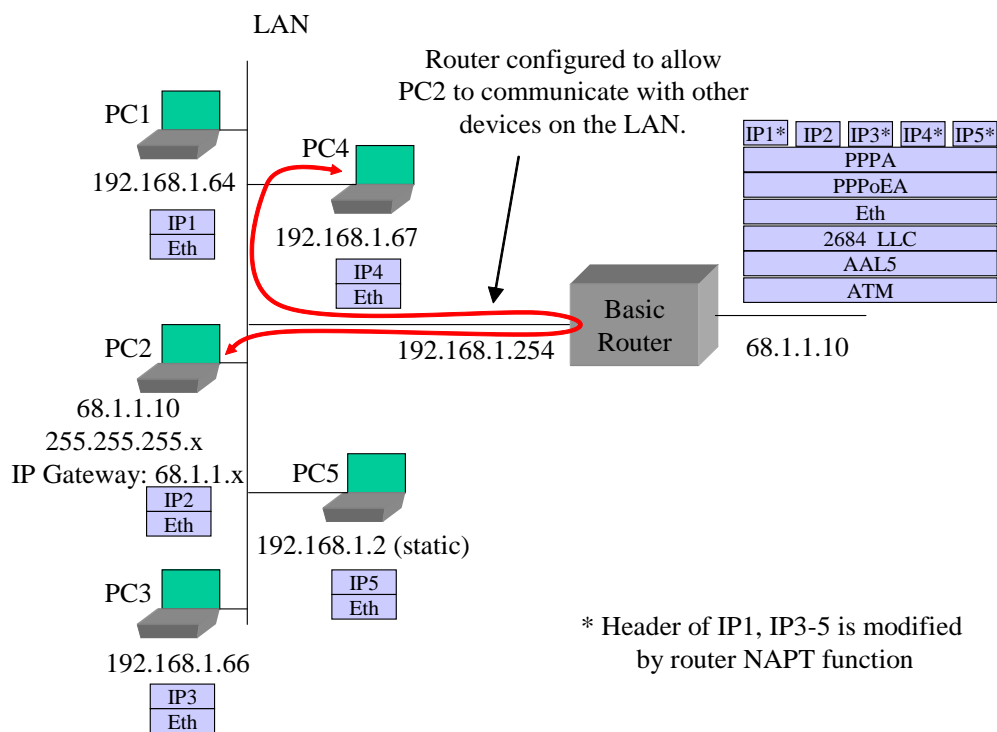 LAN
Router configured to allow
PC2 to communicate with other
devices on the LAN.
PC1
192.168.1.64
IP1
Eth
PC4
192.168.1.67
IP4
Eth
IP1* IP2 IP3* IP4* IP5*
PPPA
PPPoEA
Eth
2684 LLC
AAL5
ATM
Basic
Router
192.168.1.254
68.1.1.10
PC2
68.1.1.10
255.255.255.x
IP Gateway: 68.1.1.x
IP2
Eth
PC5
192.168.1.2 (static)
IP5
Eth
PC3
192.168.1.66
IP3
Eth
* Header of IP1, IP3-5 is modified
by router NAPT function